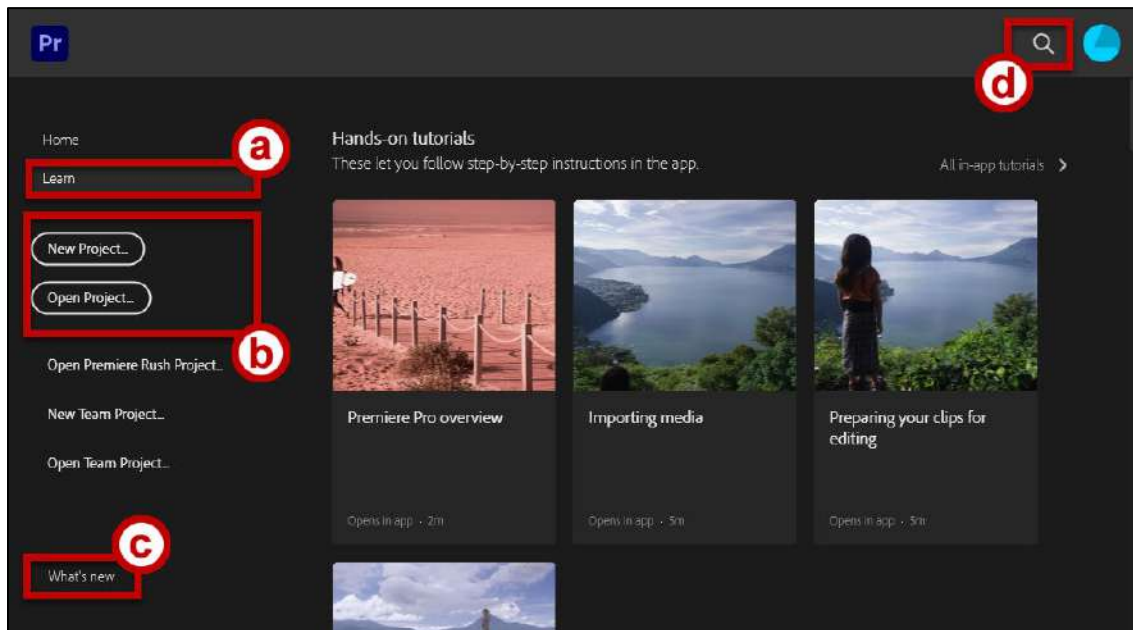 Pr
d
Home
a
Learn
New Project...
Open Project...
b
Open Premiere Rush Project...
New Team Project...
Open Team Project...
c
What's new
Hands-on tutorials
These let you follow step-by-step instructions in the app.
All in-app tutorials >
Premiere Pro overview
Opens in app · 2m
Importing media
Opens in app · 5m
Preparing your clips for
editing
Opens in app · 5m